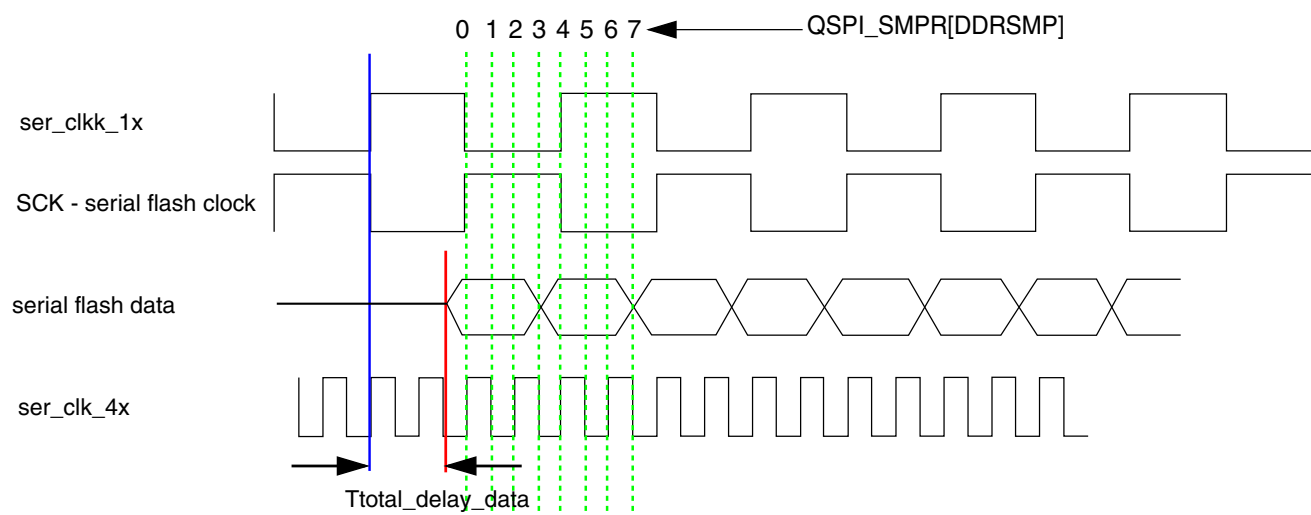 0 1 2 3 4 5 6 7 QSPI_SMPR[DDRSMP]
ser_clkk_1x
SCK - serial flash clock
serial flash data
ser_clk_4x
Ttotal_delay_data